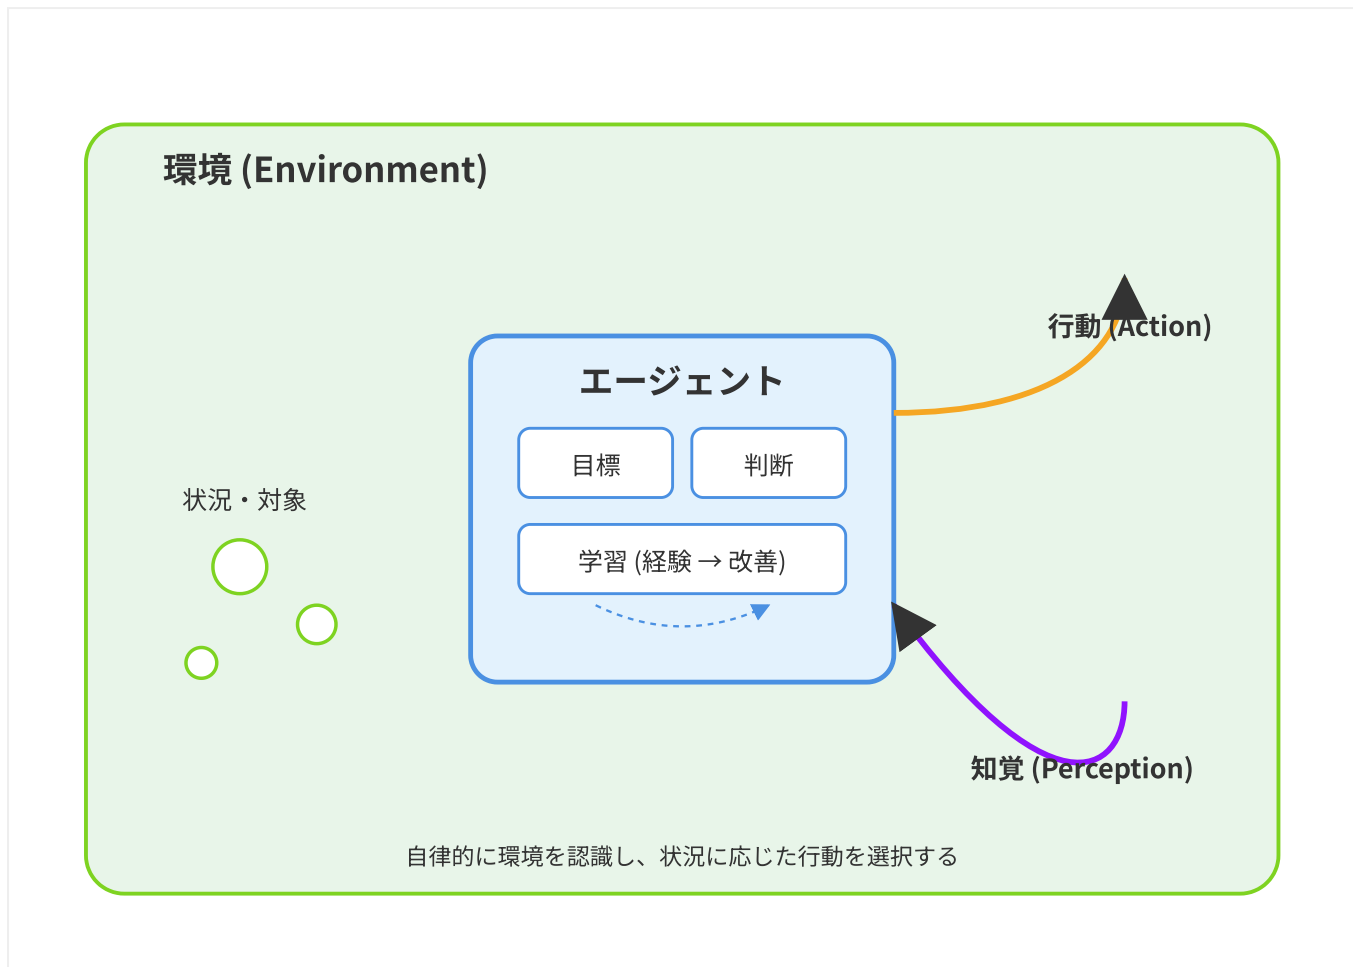 環境 (Environment)
行動 (Action)
エージェント
目標
判断
状況・対象
学習 (経験 → 改善)
知覚 (Perception)
自律的に環境を認識し、状況に応じた行動を選択する